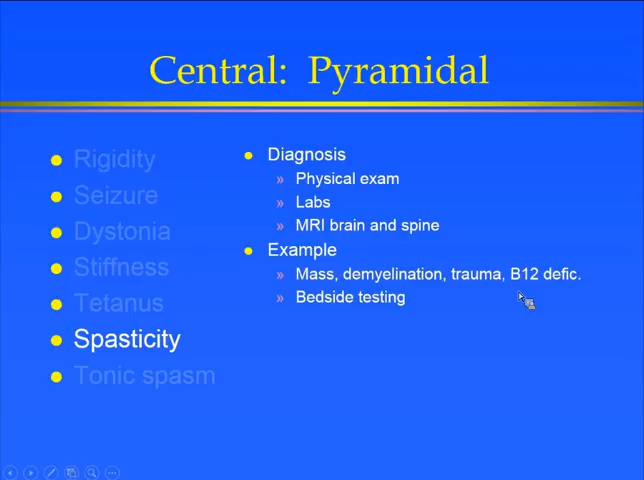 Central: Pyramidal
Rigidity
Seizure
Dystonia
Stiffness
Tetanus
Spasticity
Tonic spasm
Diagnosis
» Physical exam
» Labs
» MRI brain and spine
Example
» Mass, demyelination, trauma, B12 defic.
» Bedside testing